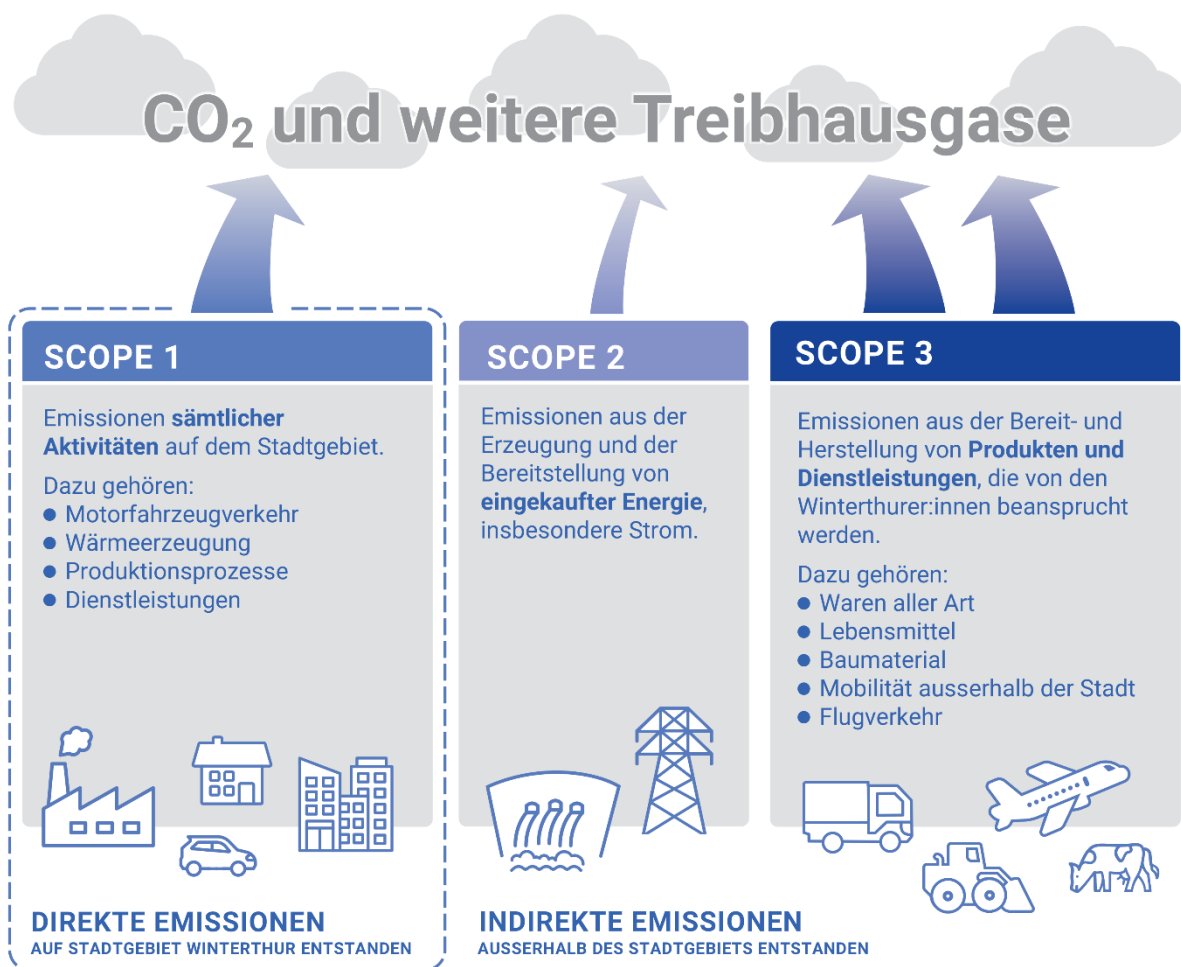 CO₂ und weitere Treibhausgase
SCOPE 1
Emissionen sämtlicher
Aktivitäten auf dem Stadtgebiet.
Dazu gehören:
● Motorfahrzeugverkehr
● Wärmeerzeugung
● Produktionsprozesse
● Dienstleistungen
SCOPE 2
Emissionen aus der
Erzeugung und der
Bereitstellung von
eingekaufter Energie,
insbesondere Strom.
SCOPE 3
Emissionen aus der Bereit- und
Herstellung von Produkten und
Dienstleistungen, die von den
Winterthurer:innen beansprucht
werden.
Dazu gehören:
● Waren aller Art
● Lebensmittel
● Baumaterial
● Mobilität ausserhalb der Stadt
● Flugverkehr
DIREKTE EMISSIONEN
AUF STADTGEBIET WINTERTHUR ENTSTANDEN
INDIREKTE EMISSIONEN
AUSSERHALB DES STADTGEBIETS ENTSTANDEN